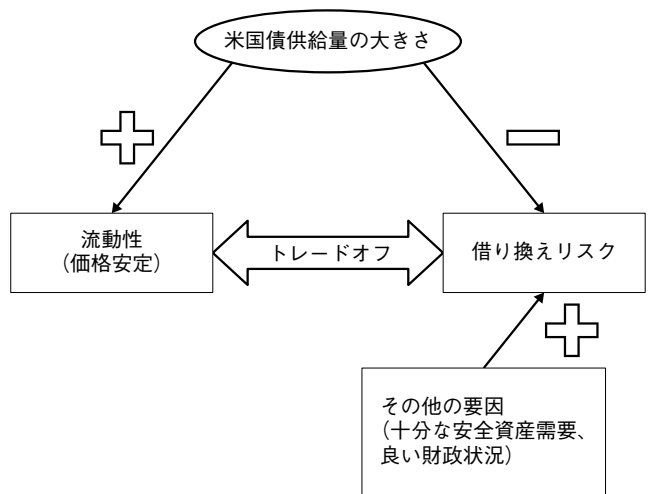 米国債供給量の大きさ
流動性
（価格安定）
トレードオフ
借り換えリスク
その他の要因
（十分な安全資産需要、
良い財政状況）